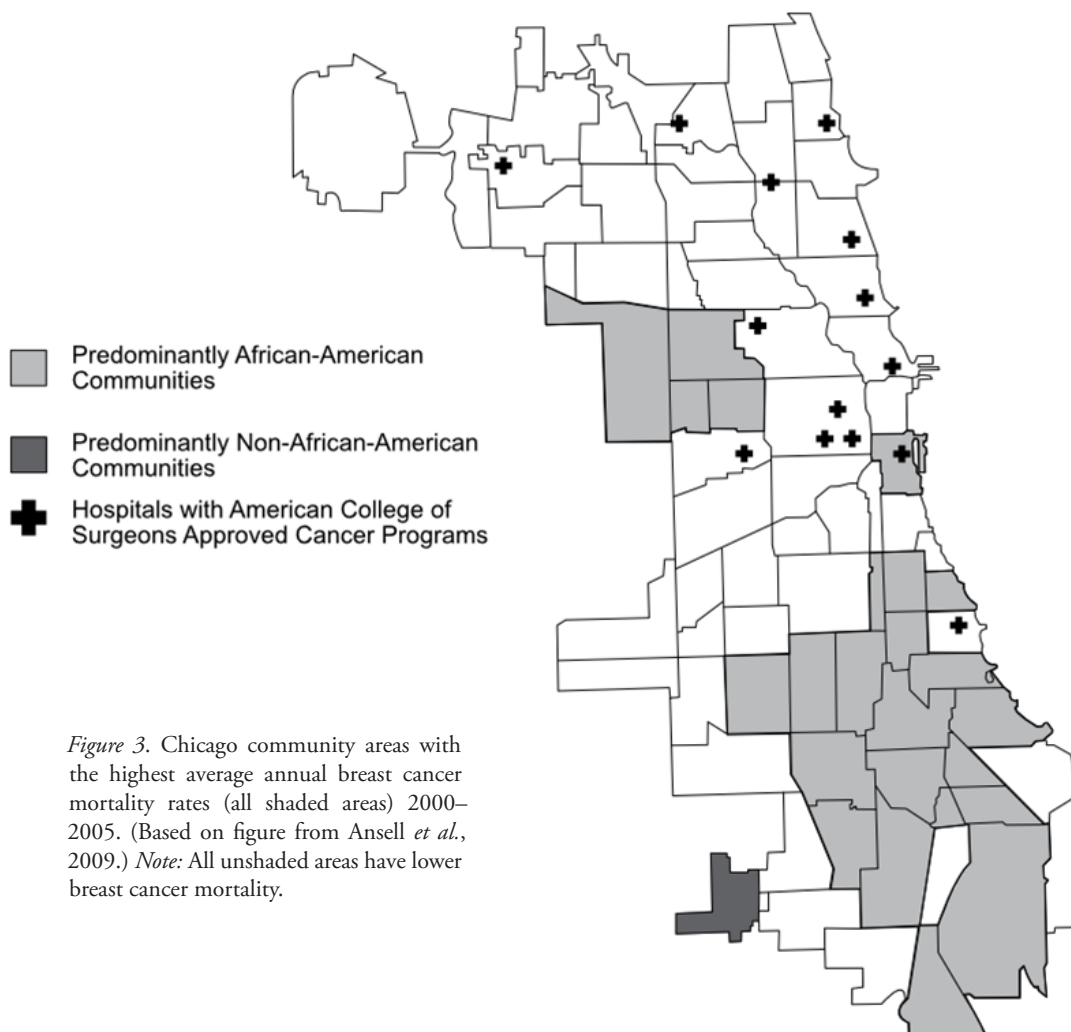 Predominantly African-American
Communities
Predominantly Non-African-American
Communities
Hospitals with American College of
Surgeons Approved Cancer Programs
Figure 3. Chicago community areas with
the highest average annual breast cancer
mortality rates (all shaded areas) 2000–
2005. (Based on figure from Ansell et al.,
2009.) Note: All unshaded areas have lower
breast cancer mortality.